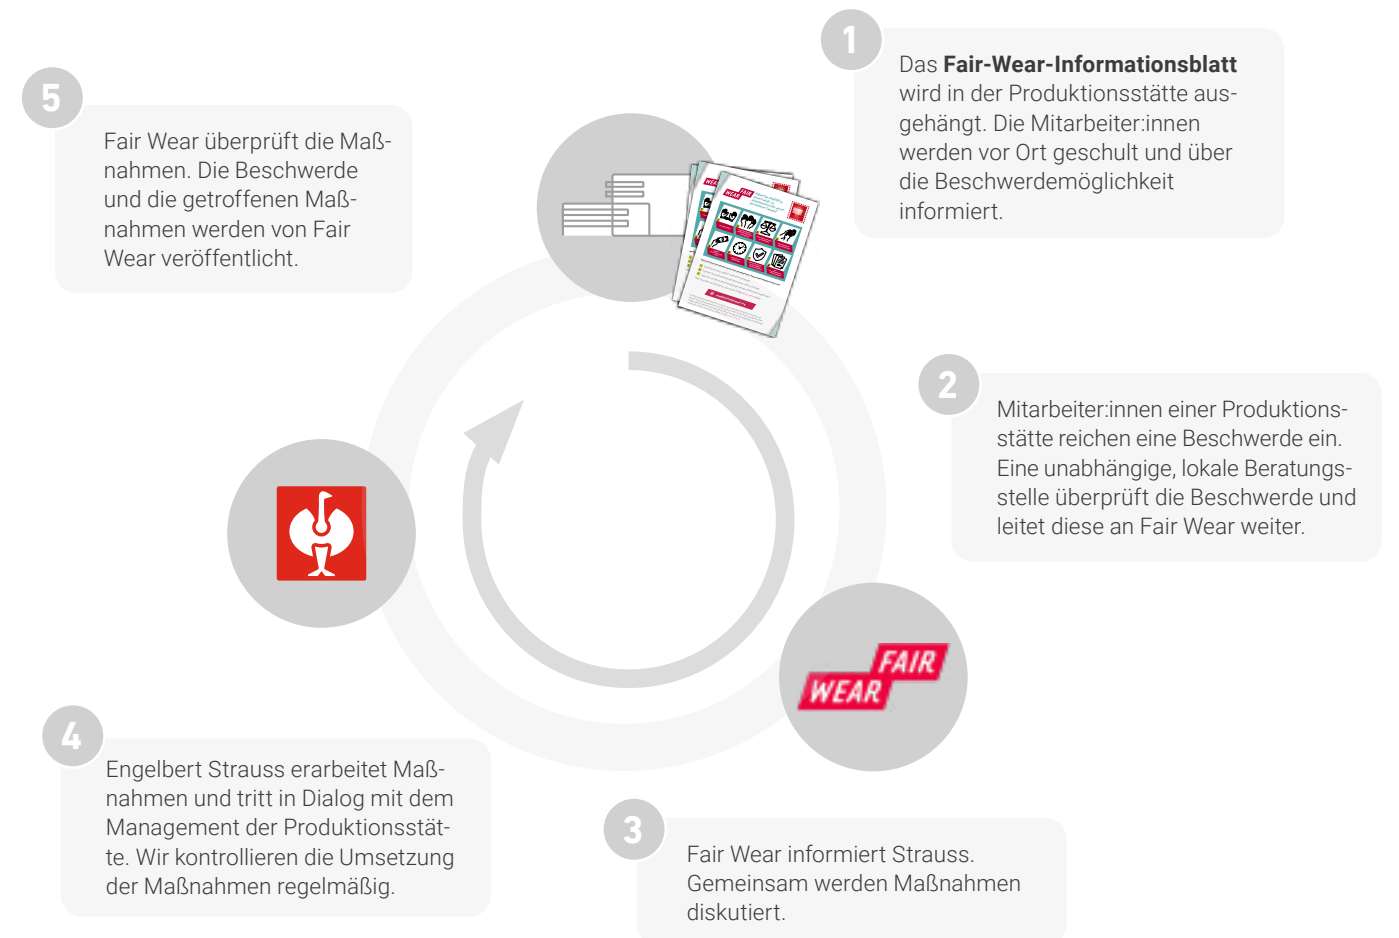 1
Das Fair-Wear-Informationsblatt
wird in der Produktionsstätte aus-
gehängt. Die Mitarbeiter:innen
werden vor Ort geschult und über
die Beschwerdemöglichkeit
informiert.
2
Mitarbeiter:innen einer Produktions-
stätte reichen eine Beschwerde ein.
Eine unabhängige, lokale Beratungs-
stelle überprüft die Beschwerde und
leitet diese an Fair Wear weiter.
FAIR
WEAR
3
Fair Wear informiert Strauss.
Gemeinsam werden Maßnahmen
diskutiert.
4
Engelbert Strauss erarbeitet Maß-
nahmen und tritt in Dialog mit dem
Management der Produktionsstät-
te. Wir kontrollieren die Umsetzung
der Maßnahmen regelmäßig.
5
Fair Wear überprüft die Maß-
nahmen. Die Beschwerde
und die getroffenen Maß-
nahmen werden von Fair
Wear veröffentlicht.
FAIR
WEAR